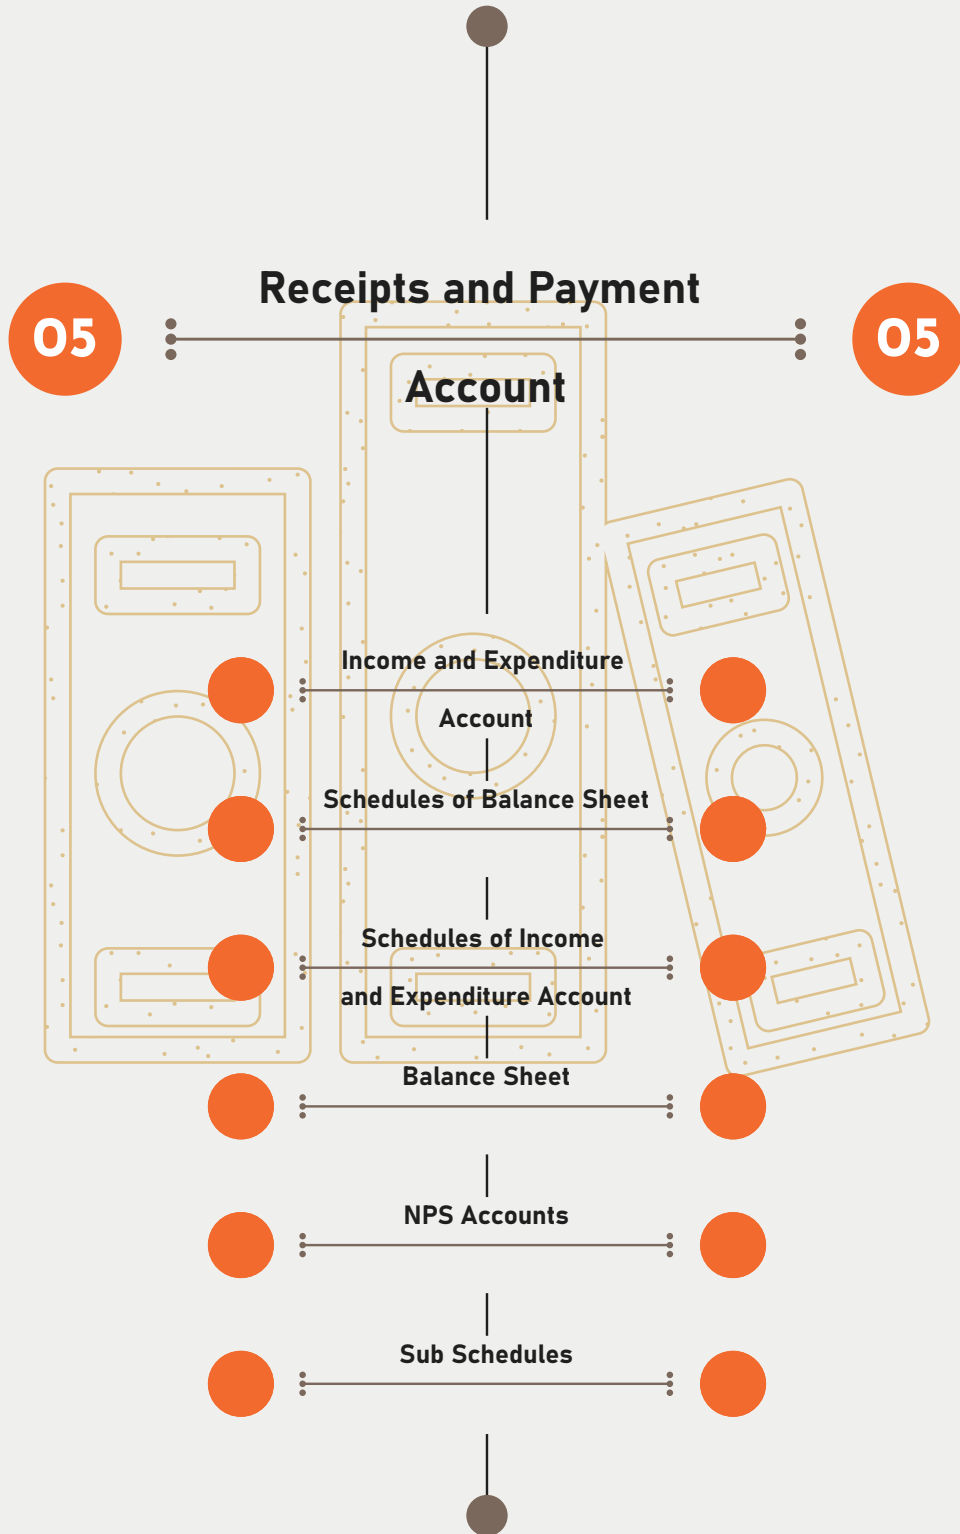 Receipts and Payment
05 05
Account
Income and Expenditure
Account
Schedules of Balance Sheet
Schedules of Income
and Expenditure Account
Balance Sheet
NPS Accounts
Sub Schedules